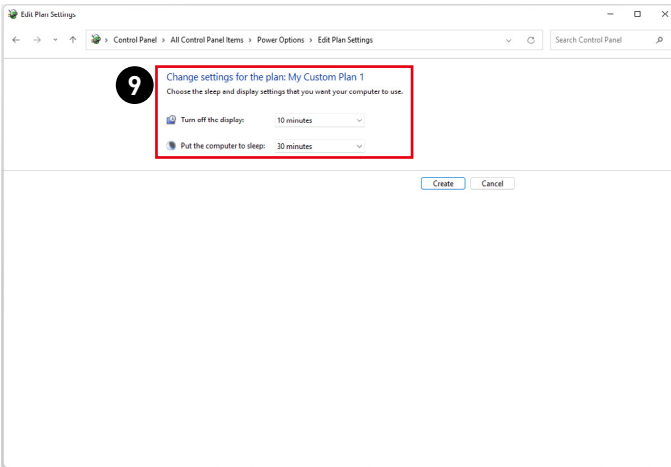 Edit Plan Settings
Control Panel > All Control Panel Items > Power Options > Edit Plan Settings
Search Control Panel
9
Change settings for the plan: My Custom Plan 1
Choose the sleep and display settings that you want your computer to use.
Turn off the display: 10 minutes
Put the computer to sleep: 30 minutes
Create Cancel